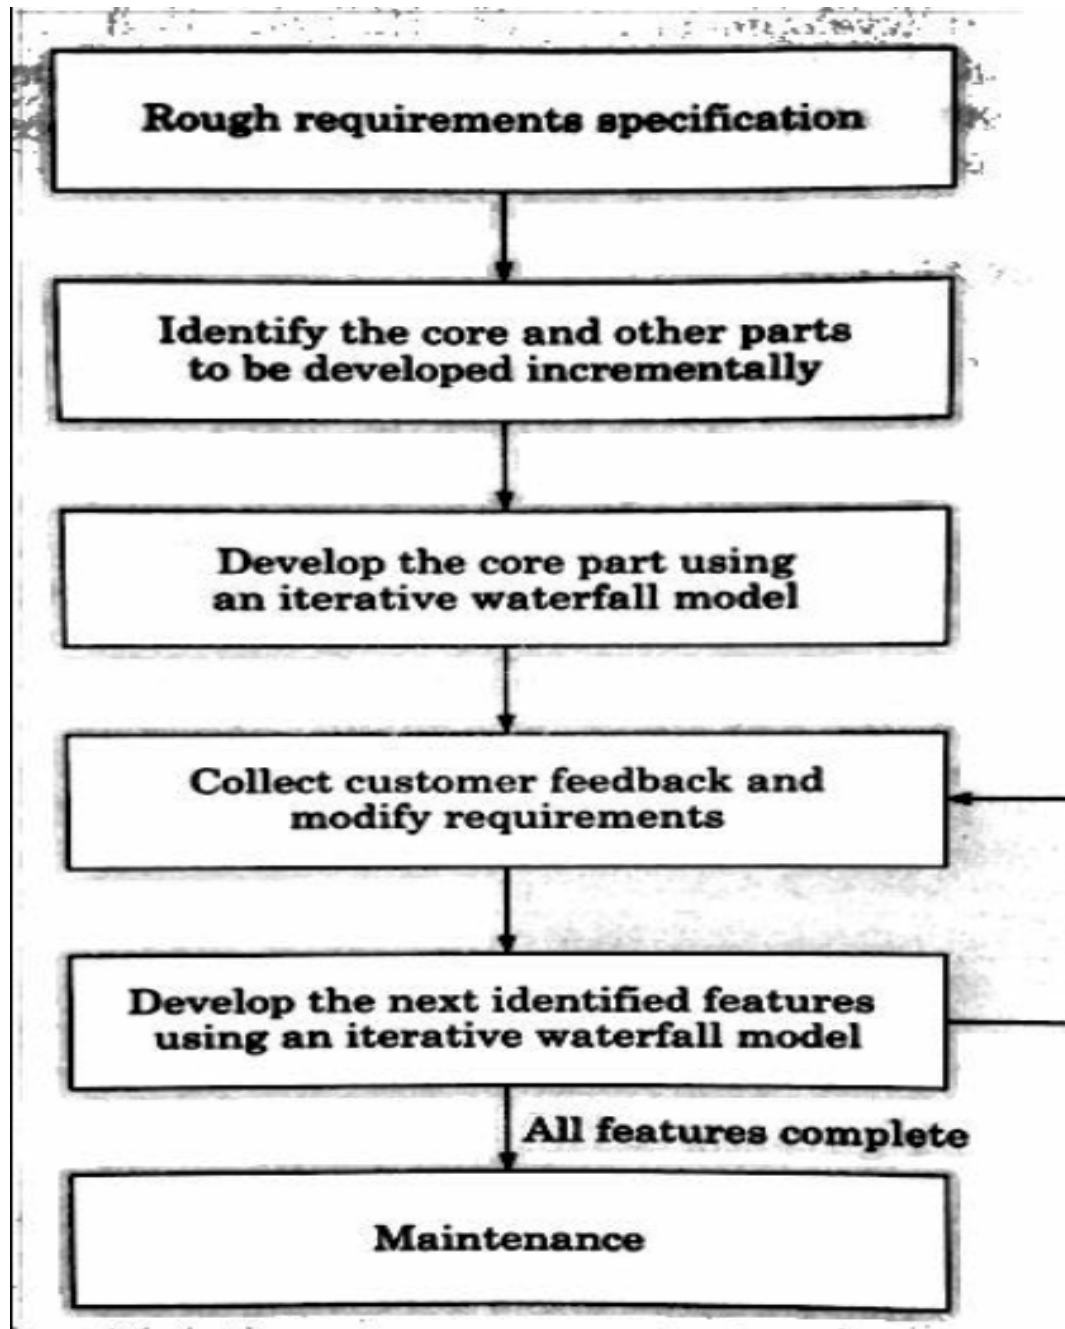 Rough requirements specification
Identify the core and other parts
to be developed incrementally
Develop the core part using
an iterative waterfall model
Collect customer feedback and
modify requirements
Develop the next identified features
using an iterative waterfall model
All features complete
Maintenance